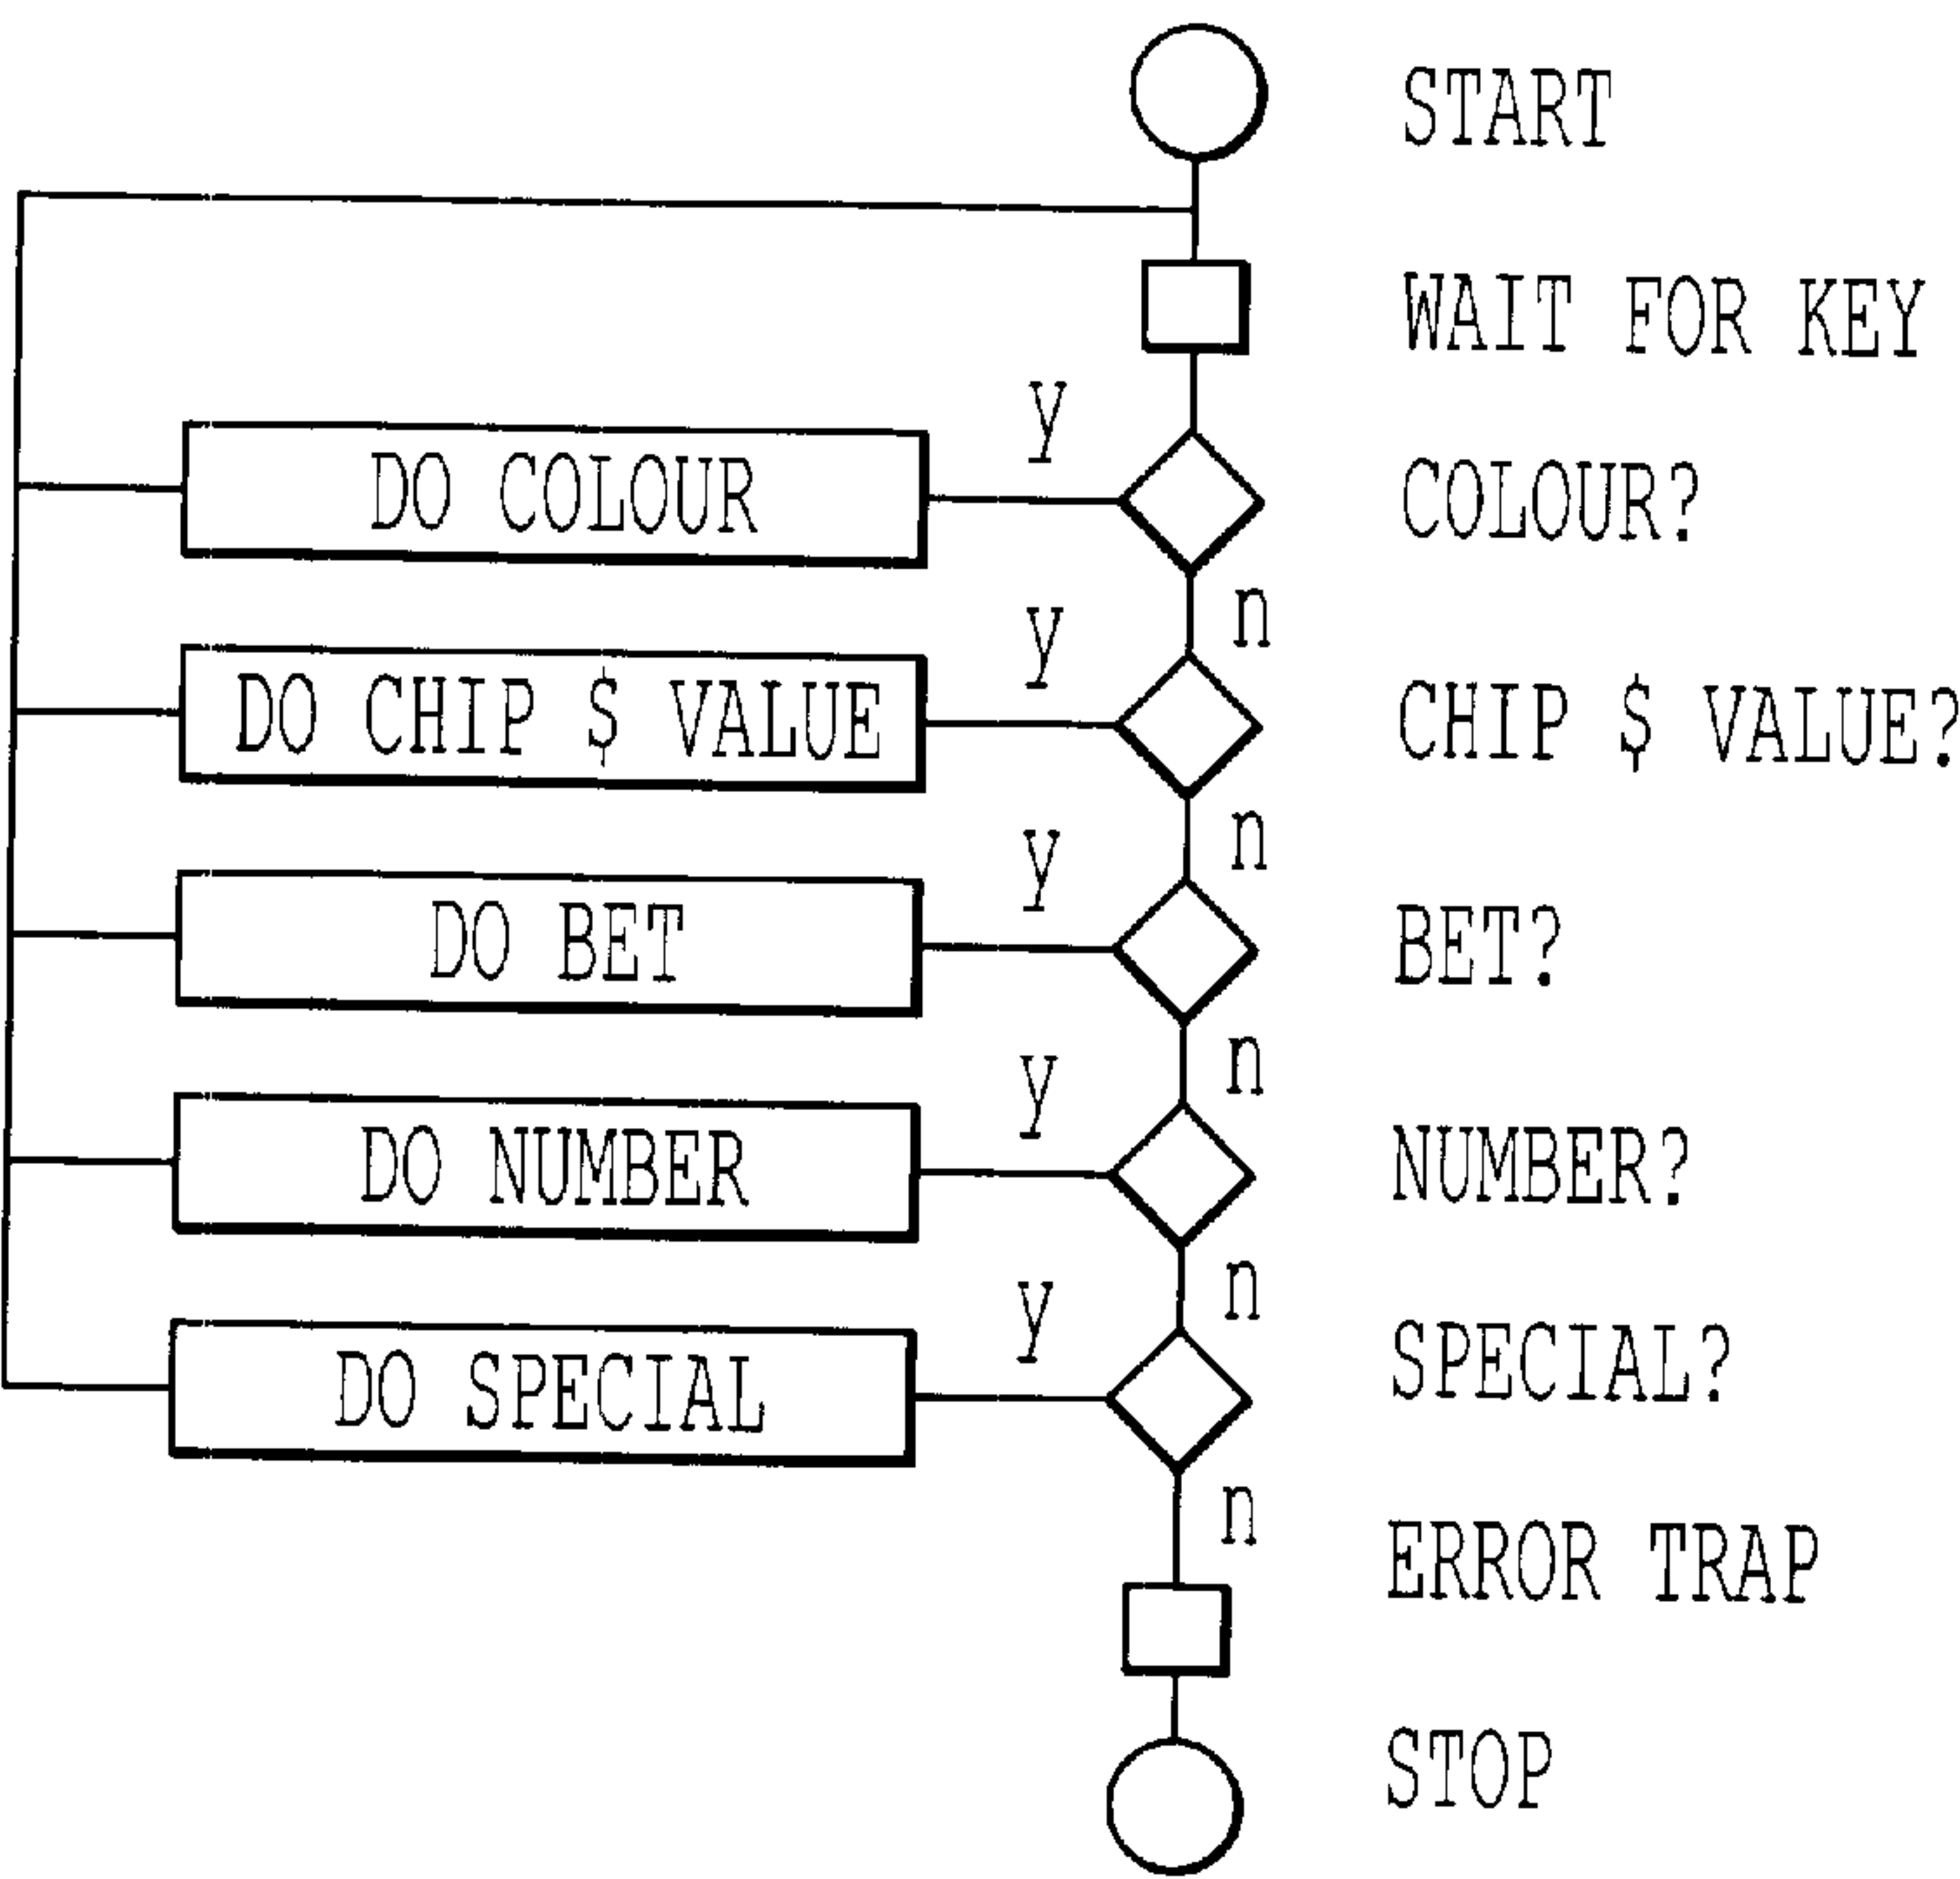 START
WAIT FOR KEY
y
DO COLOUR
COLOUR?
n
y
DO CHIP $ VALUE
CHIP $ VALUE?
n
y
DO BET
BET?
n
y
DO NUMBER
NUMBER?
n
y
DO SPECIAL
SPECIAL?
n
ERROR TRAP
STOP